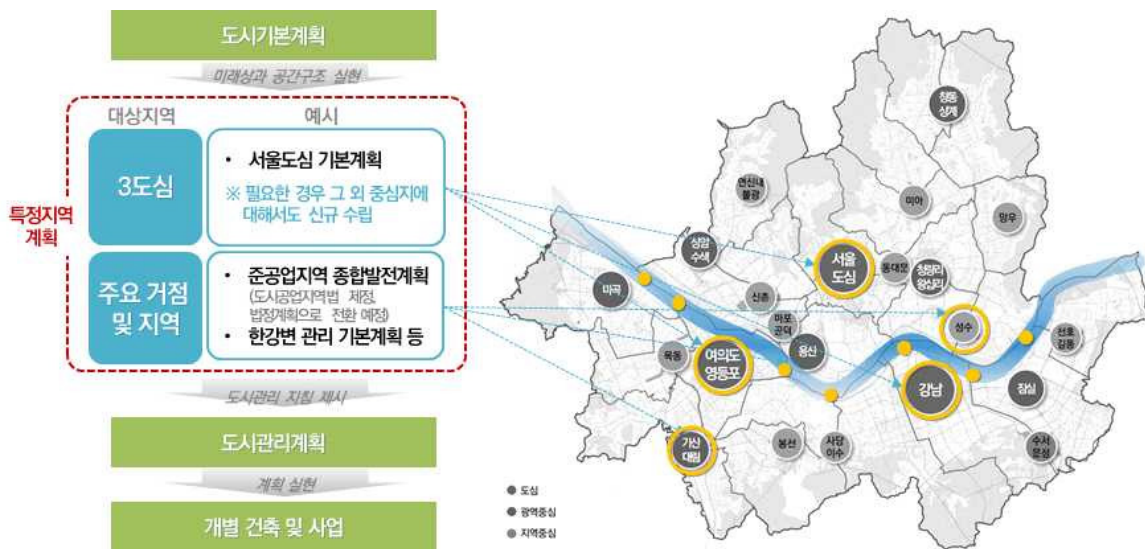 도시기본계획
미래상과 공간구조 실현
대상지역
예시
3도심
• 서울도심 기본계획
※ 필요한 경우 그 외 중심지에
대해서도 신규 수립
특정지역
계획
주요 거점
및 지역
• 준공업지역 종합발전계획
(도시공업지역법 제정,
법정계획으로 전환 예정)
• 한강변 관리 기본계획 등
도시관리 지침 제시
도시관리계획
계획 실현
개별 건축 및 사업
창동
상계
연신내
불광
미아
망우
상암
수색
서울
도심
동대문
청량리
왕십리
마곡
신촌
마포
공덕
용산
성수
천호
길동
목동
여의도
영등포
강남
잠실
가산
대림
봉천
사당
이수
수서
문정
● 도심
● 광역중심
● 지역중심